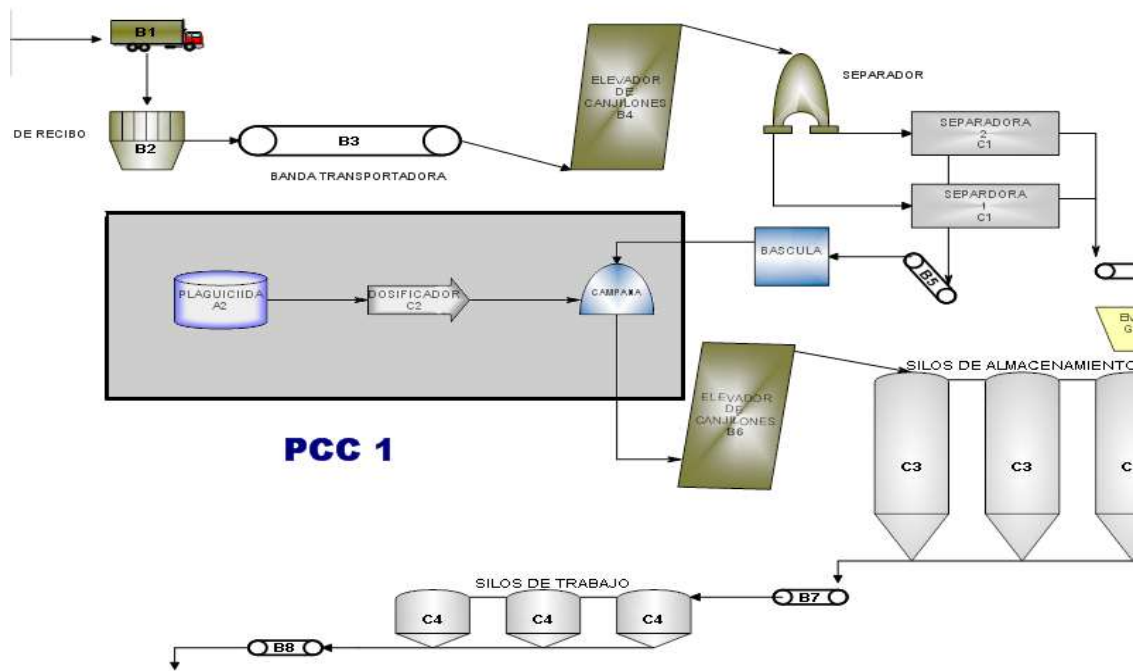 B1
DE RECIBO
B2
B3
BANDA TRANSPORTADORA
ELEVADOR
DE
CANJILONES
B4
SEPARADOR
SEPARADORA
2
C1
SEPARDORA
1
C1
BASCULA
B5
PLAGUICIIDA
A2
DOSIFICADOR
C2
CAMPANA
ELEVADOR
DE
CANJILONES
B6
PCC 1
SILOS DE ALMACENAMIENTO
C3
C3
SILOS DE TRABAJO
C4
C4
C4
B7
B8